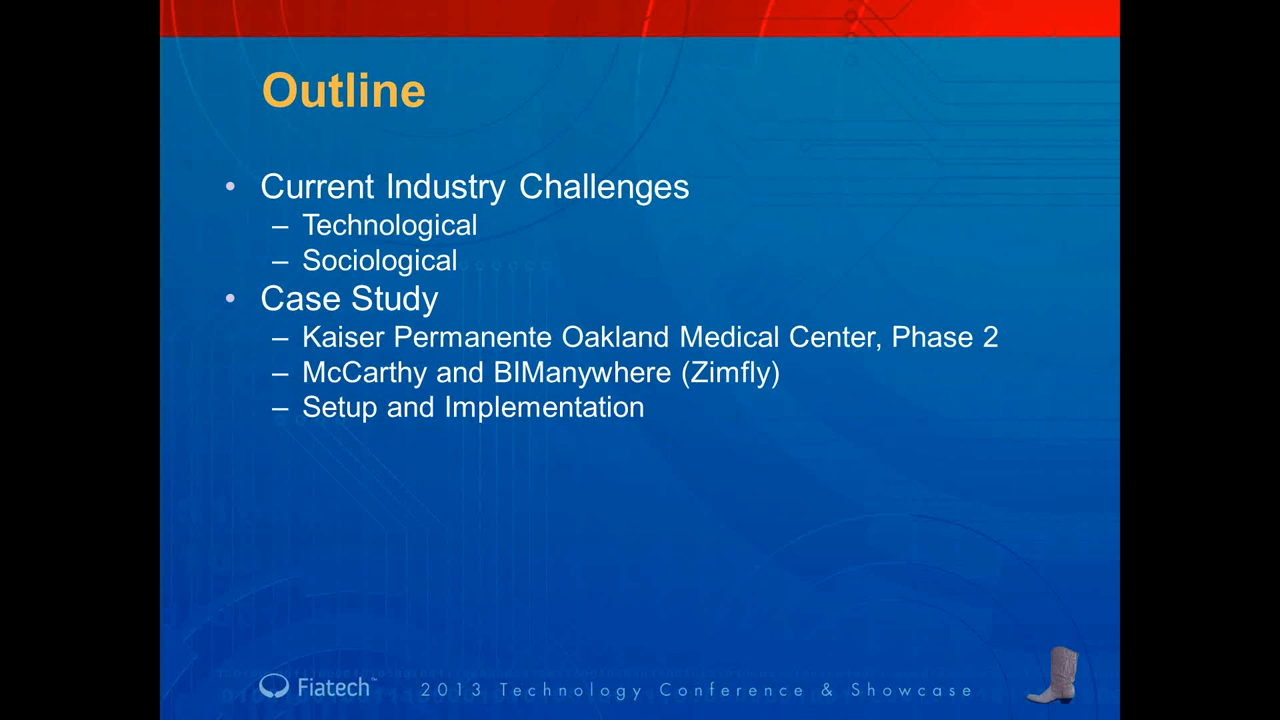 Outline
• Current Industry Challenges
– Technological
– Sociological
• Case Study
– Kaiser Permanente Oakland Medical Center, Phase 2
– McCarthy and BIManywhere (Zimfly)
– Setup and Implementation
Fiatech™ 2013 Technology Conference & Showcase